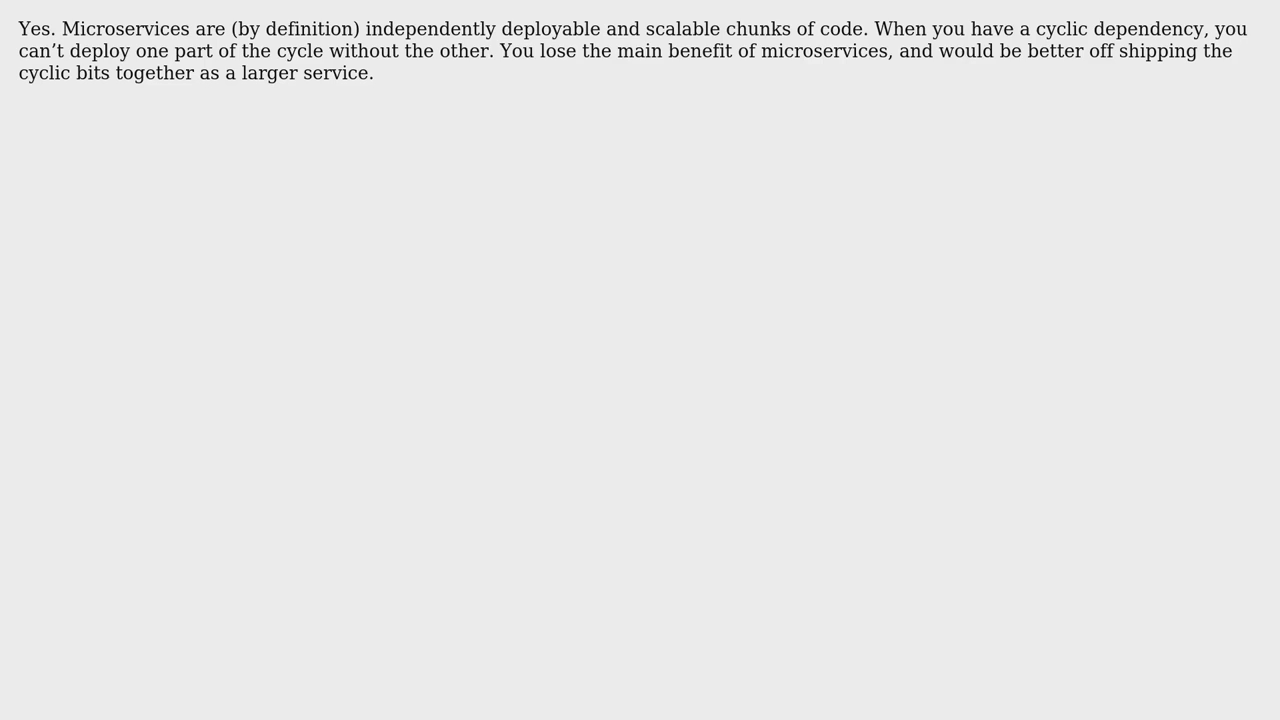 Yes. Microservices are (by definition) independently deployable and scalable chunks of code. When you have a cyclic dependency, you
can’t deploy one part of the cycle without the other. You lose the main benefit of microservices, and would be better off shipping the
cyclic bits together as a larger service.